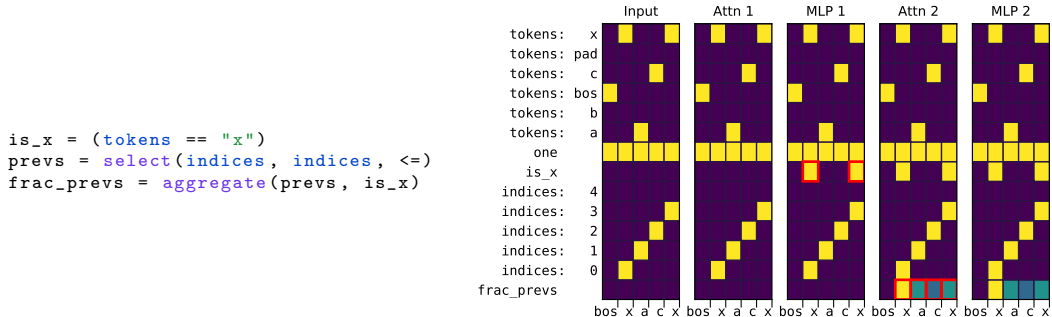 is_x = (tokens == "x")
prevs = select(indices, indices, <=)
frac_prevs = aggregate(prevs, is_x)
Input Attn 1 MLP 1 Attn 2 MLP 2
tokens: x
tokens: pad
tokens: c
tokens: bos
tokens: b
tokens: a
one
is_x
indices: 4
indices: 3
indices: 2
indices: 1
indices: 0
frac_prevs
bos x a c x bos x a c x bos x a c x bos x a c x bos x a c x